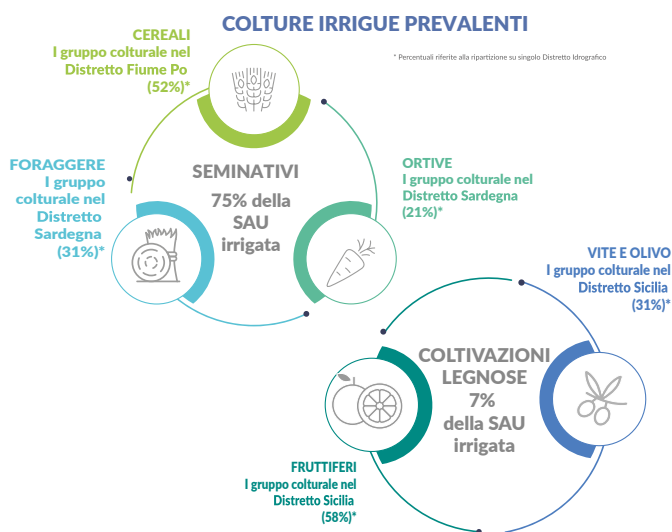 COLTURE IRRIGUE PREVALENTI
* Percentuali riferite alla ripartizione su singolo Distretto Idrografico
CEREALI
I gruppo colturale nel
Distretto Fiume Po
(52%)*
FORAGGERE
I gruppo
colturale nel
Distretto
Sardegna
(31%)*
SEMINATIVI
75% della
SAU
irrigata
ORTIVE
I gruppo colturale nel
Distretto Sardegna
(21%)*
VITE E OLIVO
I gruppo colturale nel
Distretto Sicilia
(31%)*
COLTIVAZIONI
LEGNOSE
7%
della SAU
irrigata
FRUTTIFERI
I gruppo colturale nel
Distretto Sicilia
(58%)*